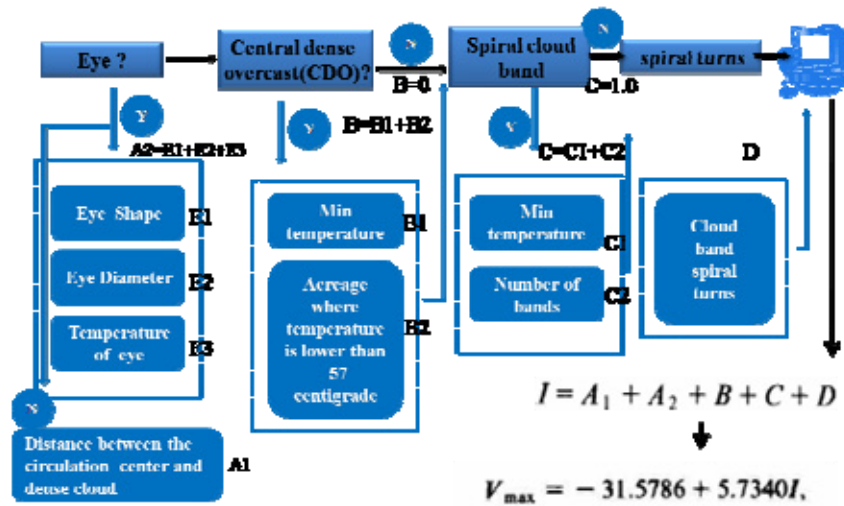 Eye ?
Central dense
overcast(CDO)?
N
B=0
Spiral cloud
band
N
C=1.0
spiral turns
Y
A2=E1+E2+E3
Y
B=B1+B2
Y
C=C1+C2
D
Eye Shape
E1
Eye Diameter
E2
Temperature
of eye
E3
Min
temperature
B1
Acreage
where
temperature
is lower than
57
centigrade
B2
Min
temperature
C1
Number of
bands
C2
Cloud
band
spiral
turns
N
Distance between the
circulation center and
dense cloud
A1
I = A₁ + A₂ + B + C + D
Vmax = − 31.5786 + 5.7340I,